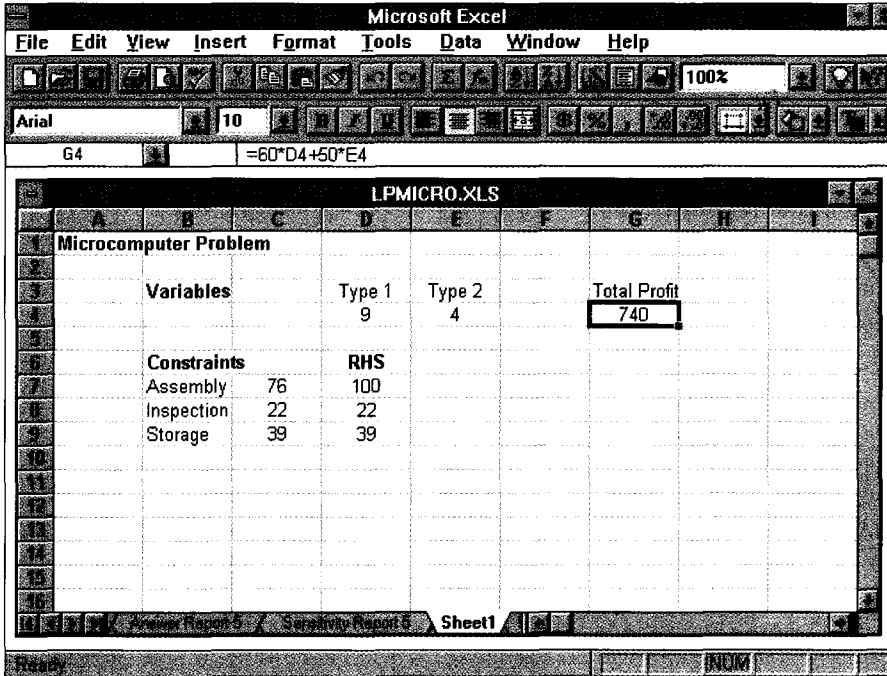 Microsoft Excel
File Edit View Insert Format Tools Data Window Help
100%
Arial 10
G4 =60*D4+50*E4
LPMICRO.XLS
A B C D E F G H I
1 Microcomputer Problem
2
3 Variables Type 1 Type 2 Total Profit
4 9 4 740
5
6 Constraints RHS
7 Assembly 76 100
8 Inspection 22 22
9 Storage 39 39
10
11
12
13
14
15
16
Answer Report 5 Sensitivity Report 5 Sheet1
Ready NUM